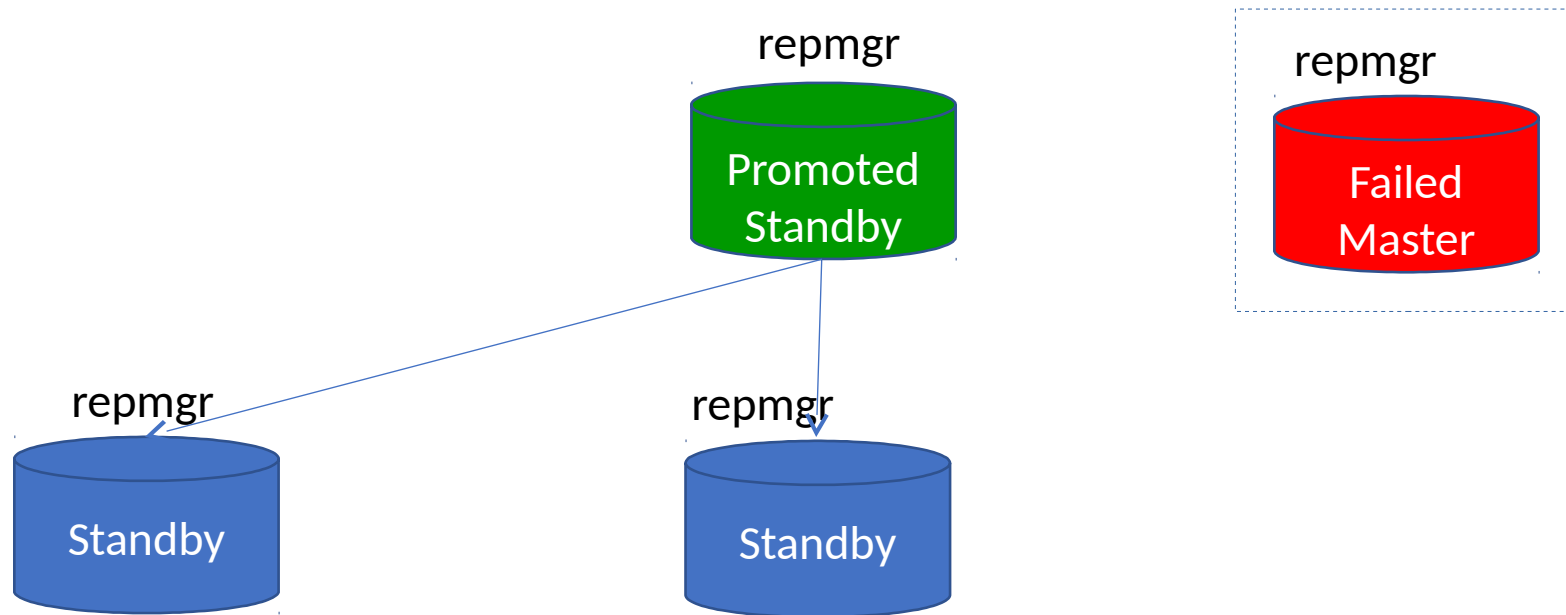 repmgr
Promoted
Standby
repmgr
Failed
Master
repmgr
Standby
repmgr
Standby